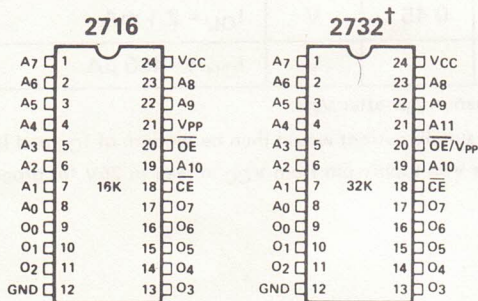 2716 2732†
A7 1 24 VCC A7 1 24 VCC
A6 2 23 A8 A6 2 23 A8
A5 3 22 A9 A5 3 22 A9
A4 4 21 VPP A4 4 21 A11
A3 5 20 OE A3 5 20 OE/VPP
A2 6 19 A10 A2 6 19 A10
A1 7 16K 18 CE A1 7 32K 18 CE
A0 8 17 O7 A0 8 17 O7
O0 9 16 O6 O0 9 16 O6
O1 10 15 O5 O1 10 15 O5
O2 11 14 O4 O2 11 14 O4
GND 12 13 O3 GND 12 13 O3